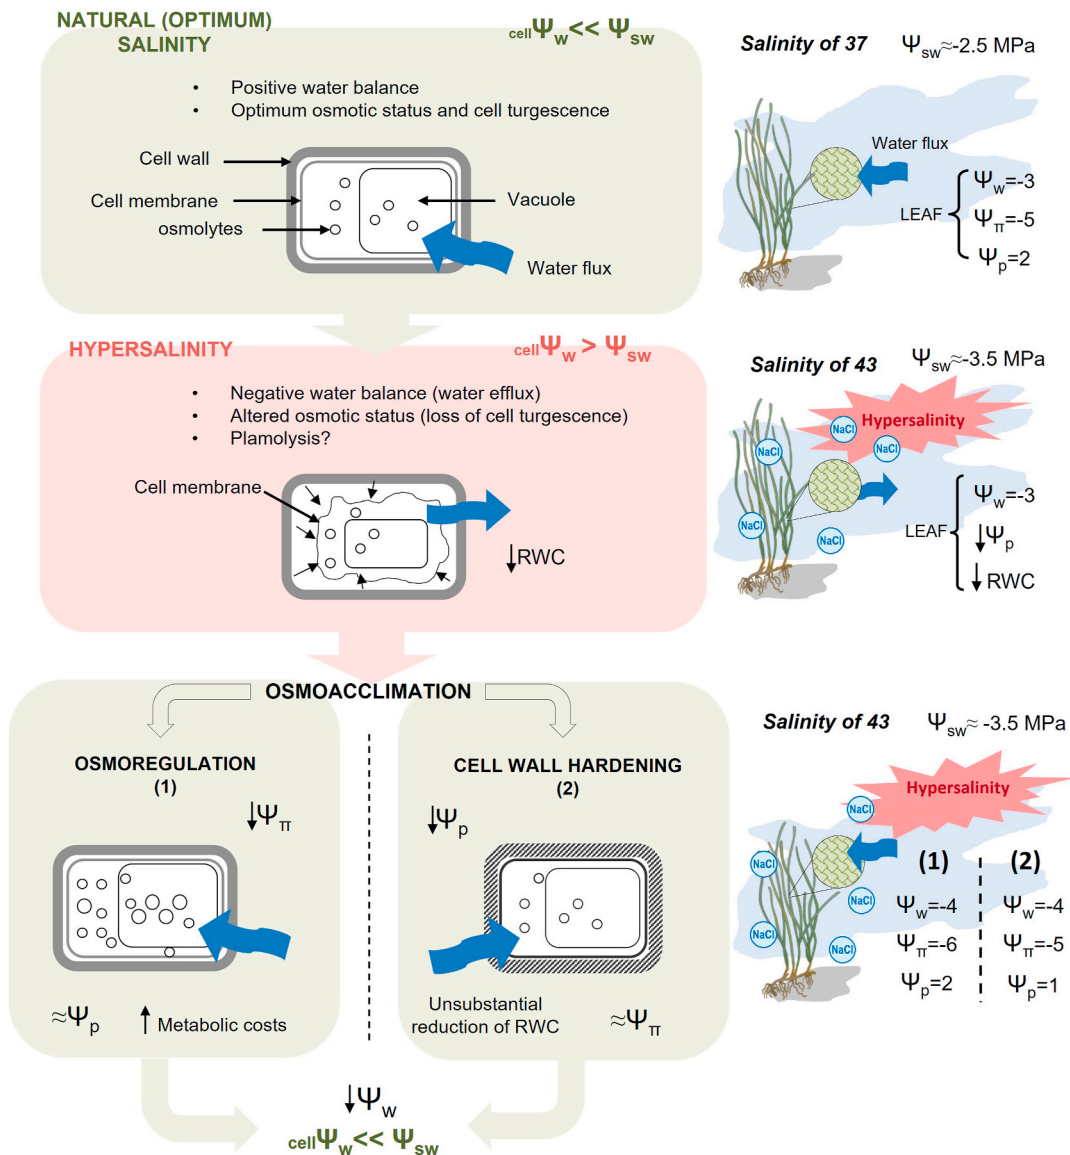 NATURAL (OPTIMUM)
SALINITY
cellΨw<< Ψsw
• Positive water balance
• Optimum osmotic status and cell turgescence
Cell wall
Cell membrane
osmolytes
Vacuole
Water flux
Salinity of 37
Ψsw≈-2.5 MPa
Water flux
LEAF
Ψw=-3
Ψπ=-5
Ψp=2
HYPERSALINITY
cellΨw > Ψsw
• Negative water balance (water efflux)
• Altered osmotic status (loss of cell turgescence)
• Plamolysis?
Cell membrane
↓RWC
Salinity of 43
Ψsw≈-3.5 MPa
Hypersalinity
NaCl
NaCl
NaCl
NaCl
NaCl
LEAF
Ψw=-3
↓Ψp
↓RWC
OSMOACCLIMATION
OSMOREGULATION
(1)
↓Ψπ
≈Ψp
↑ Metabolic costs
CELL WALL HARDENING
(2)
↓Ψp
Unsubstantial
reduction of RWC
≈Ψπ
Salinity of 43
Ψsw≈ -3.5 MPa
Hypersalinity
NaCl
NaCl
NaCl
NaCl
NaCl
(1)
Ψw=-4
Ψπ=-6
Ψp=2
(2)
Ψw=-4
Ψπ=-5
Ψp=1
↓Ψw
cellΨw<< Ψsw